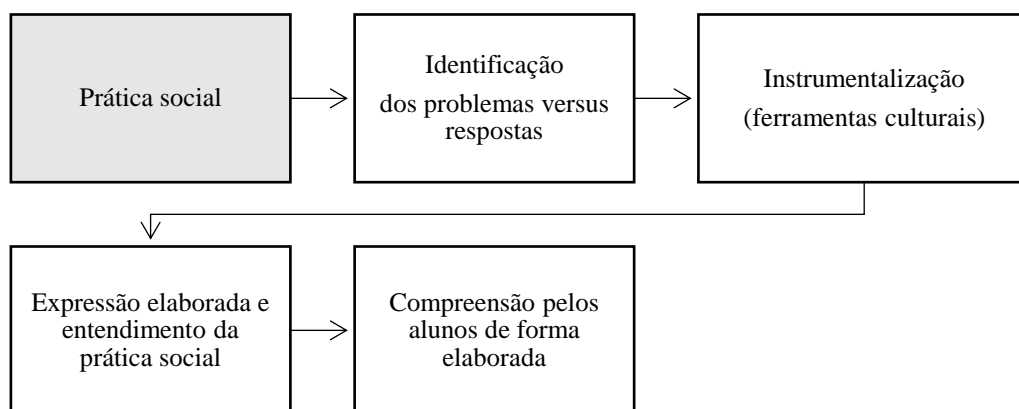 Prática social
Identificação
dos problemas versus
respostas
Instrumentalização
(ferramentas culturais)
Expressão elaborada e
entendimento da
prática social
Compreensão pelos
alunos de forma
elaborada